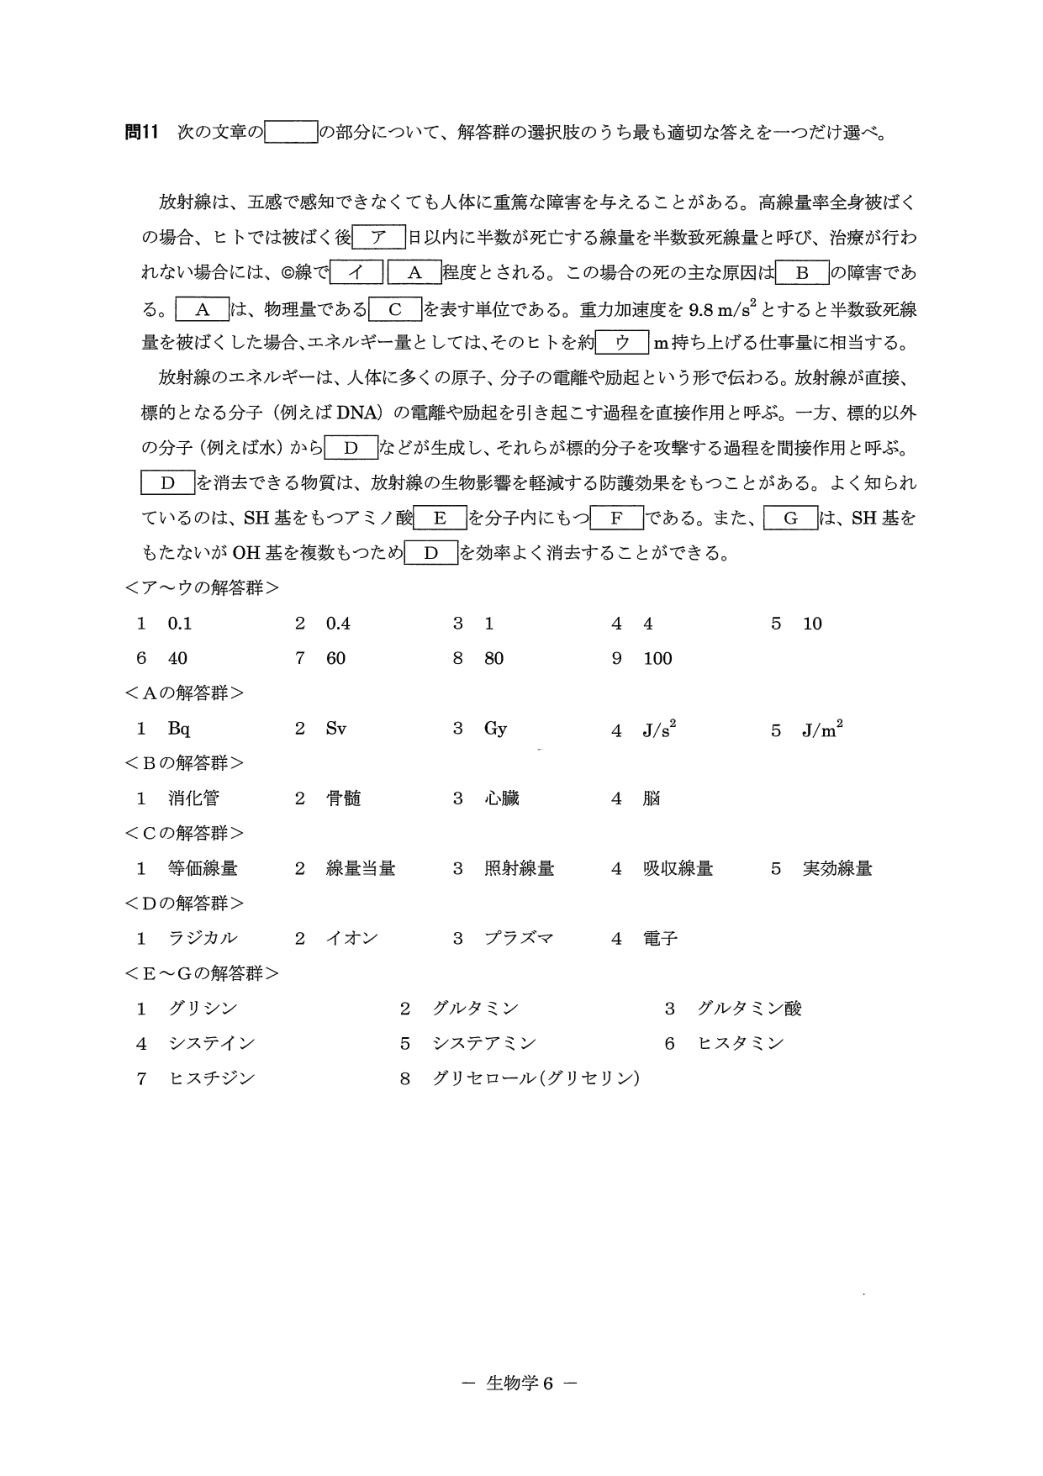 問11 次の文章の の部分について、解答群の選択肢のうち最も適切な答えを一つだけ選べ。
放射線は、五感で感知できなくても人体に重篤な障害を与えることがある。高線量率全身被ばく
の場合、ヒトでは被ばく後 ア 日以内に半数が死亡する線量を半数致死線量と呼び、治療が行わ
れない場合には、◎線で イ A 程度とされる。この場合の死の主な原因は B の障害であ
る。 A は、物理量である C を表す単位である。重力加速度を 9.8 m/s²とすると半数致死線
量を被ばくした場合、エネルギー量としては、そのヒトを約 ウ m持ち上げる仕事量に相当する。
放射線のエネルギーは、人体に多くの原子、分子の電離や励起という形で伝わる。放射線が直接、
標的となる分子（例えば DNA）の電離や励起を引き起こす過程を直接作用と呼ぶ。一方、標的以外
の分子（例えば水）から D などが生成し、それらが標的分子を攻撃する過程を間接作用と呼ぶ。
D を消去できる物質は、放射線の生物影響を軽減する防護効果をもつことがある。よく知られ
ているのは、SH 基をもつアミノ酸 E を分子内にもつ F である。また、 G は、SH 基を
もたないが OH 基を複数もつため D を効率よく消去することができる。
＜ア～ウの解答群＞
1 0.1 2 0.4 3 1 4 4 5 10
6 40 7 60 8 80 9 100
＜Aの解答群＞
1 Bq 2 Sv 3 Gy 4 J/s² 5 J/m²
＜Bの解答群＞
1 消化管 2 骨髄 3 心臓 4 脳
＜Cの解答群＞
1 等価線量 2 線量当量 3 照射線量 4 吸収線量 5 実効線量
＜Dの解答群＞
1 ラジカル 2 イオン 3 プラズマ 4 電子
＜E～Gの解答群＞
1 グリシン 2 グルタミン 3 グルタミン酸
4 システイン 5 システアミン 6 ヒスタミン
7 ヒスチジン 8 グリセロール(グリセリン)
－ 生物学 6 －